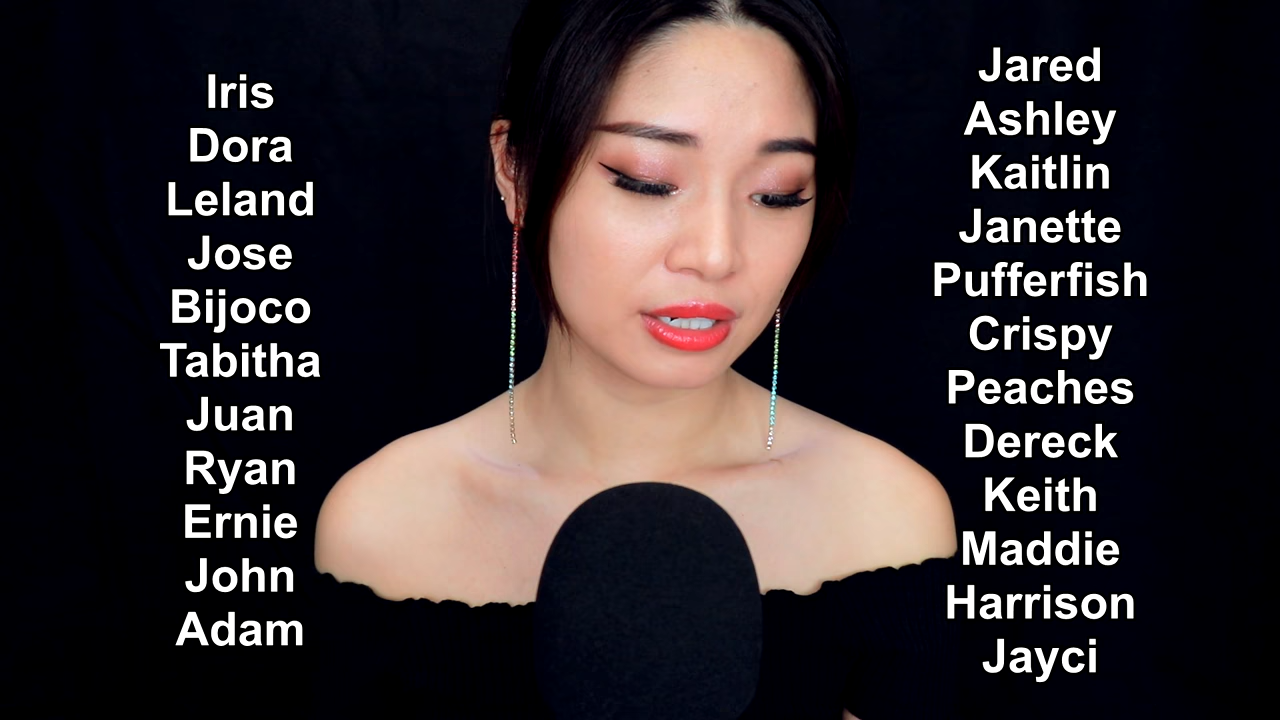 Iris
Dora
Leland
Jose
Bijoco
Tabitha
Juan
Ryan
Ernie
John
Adam
Jared
Ashley
Kaitlin
Janette
Pufferfish
Crispy
Peaches
Dereck
Keith
Maddie
Harrison
Jayci